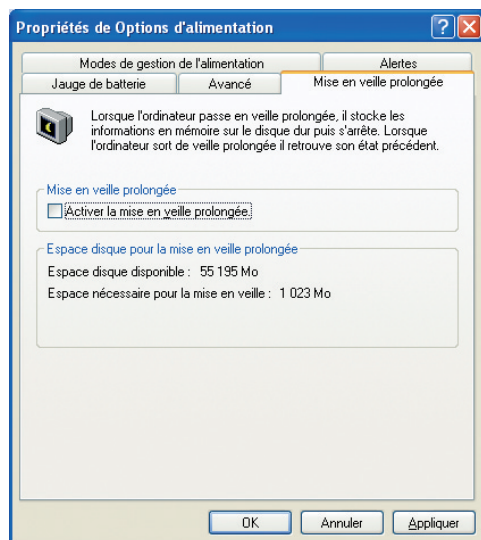 Propriétés de Options d'alimentation
Modes de gestion de l'alimentation
Alertes
Jauge de batterie
Avancé
Mise en veille prolongée
Lorsque l'ordinateur passe en veille prolongée, il stocke les
informations en mémoire sur le disque dur puis s'arrête. Lorsque
l'ordinateur sort de veille prolongée il retrouve son état précédent.
Mise en veille prolongée
Activer la mise en veille prolongée.
Espace disque pour la mise en veille prolongée
Espace disque disponible : 55 195 Mo
Espace nécessaire pour la mise en veille : 1 023 Mo
OK
Annuler
Appliquer